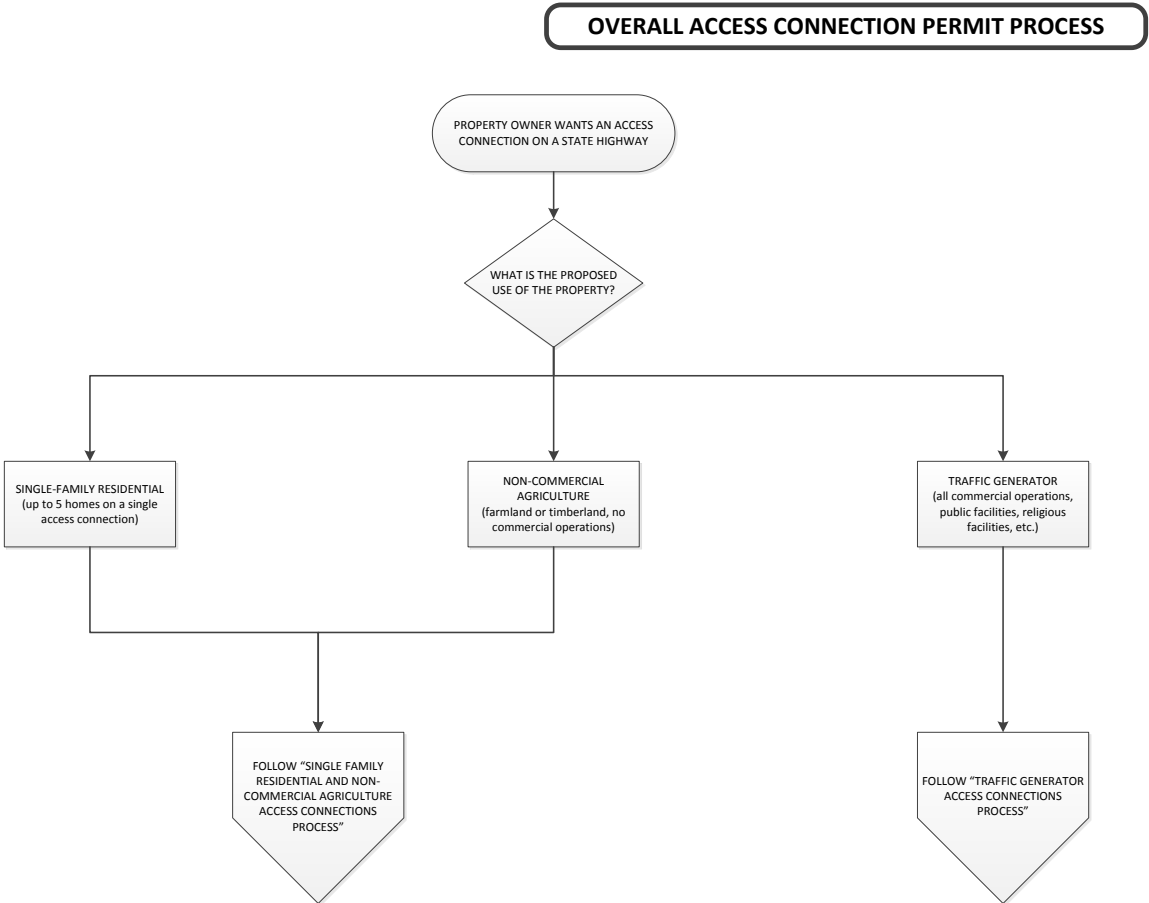 OVERALL ACCESS CONNECTION PERMIT PROCESS
PROPERTY OWNER WANTS AN ACCESS
CONNECTION ON A STATE HIGHWAY
WHAT IS THE PROPOSED
USE OF THE PROPERTY?
SINGLE-FAMILY RESIDENTIAL
(up to 5 homes on a single
access connection)
NON-COMMERCIAL
AGRICULTURE
(farmland or timberland, no
commercial operations)
TRAFFIC GENERATOR
(all commercial operations,
public facilities, religious
facilities, etc.)
FOLLOW “SINGLE FAMILY
RESIDENTIAL AND NON-
COMMERCIAL AGRICULTURE
ACCESS CONNECTIONS
PROCESS”
FOLLOW “TRAFFIC GENERATOR
ACCESS CONNECTIONS
PROCESS”